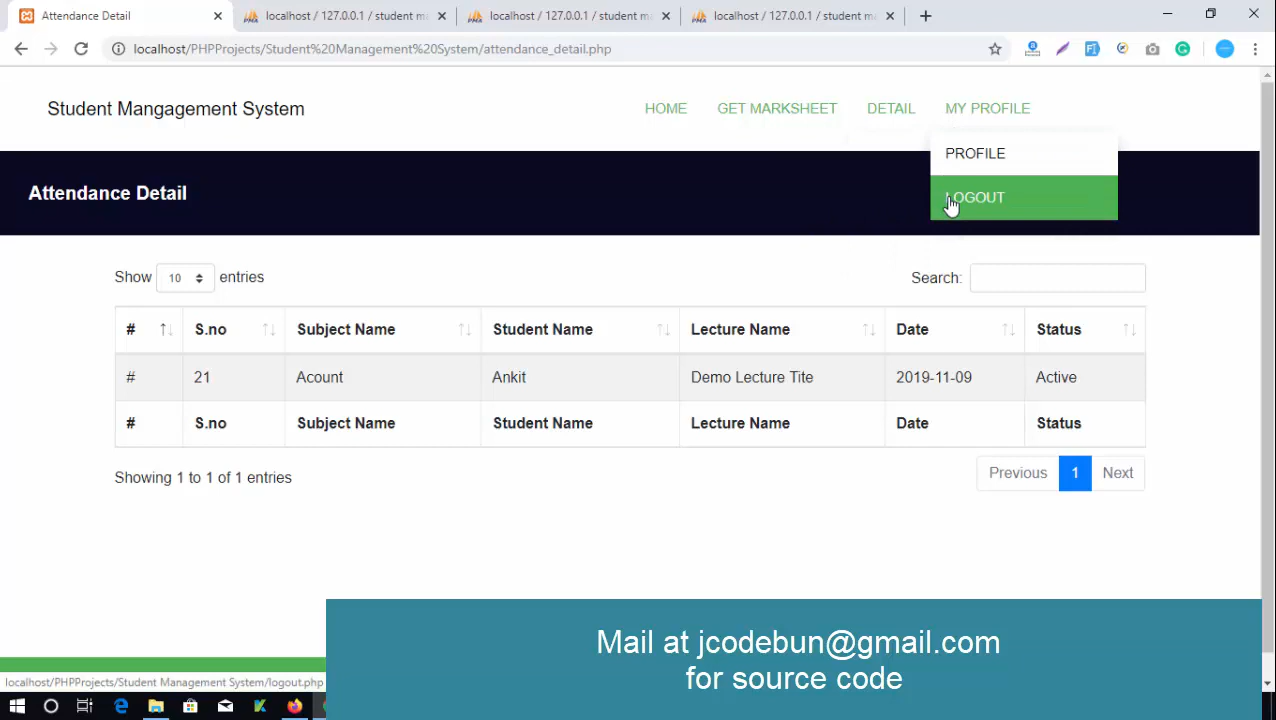 Attendance Detail
localhost / 127.0.0.1 / student m
localhost / 127.0.0.1 / student m
localhost / 127.0.0.1 / student m
localhost/PHPProjects/Student%20Management%20System/attendance_detail.php
Student Mangagement System
HOME GET MARKSHEET DETAIL MY PROFILE
PROFILE
LOGOUT
Attendance Detail
Show 10 entries
Search:
# S.no Subject Name Student Name Lecture Name Date Status
# 21 Acount Ankit Demo Lecture Tite 2019-11-09 Active
# S.no Subject Name Student Name Lecture Name Date Status
Showing 1 to 1 of 1 entries
Previous 1 Next
Mail at jcodebun@gmail.com
for source code
localhost/PHPProjects/Student Management System/logout.php